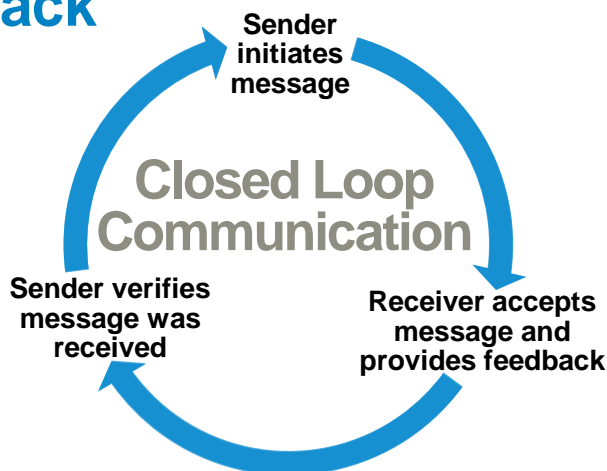 ack
Sender
initiates
message
Closed Loop
Communication
Receiver accepts
message and
provides feedback
Sender verifies
message was
received